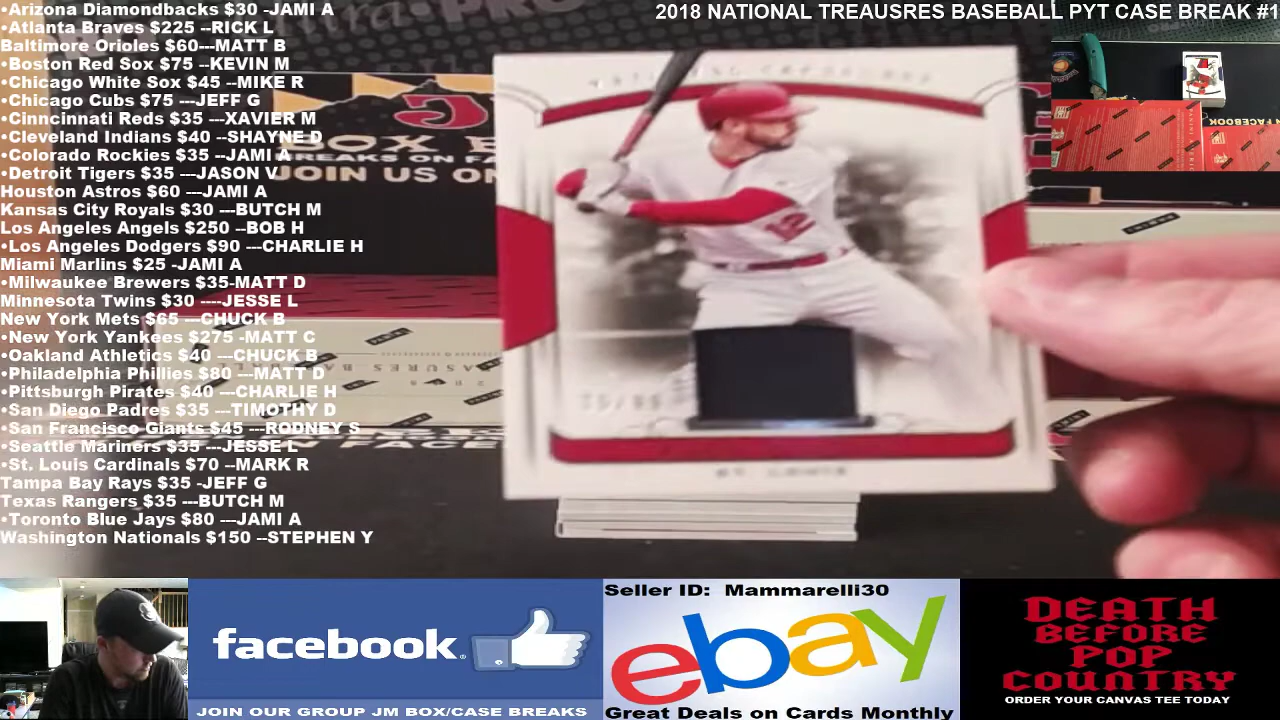 •Arizona Diamondbacks $30 -JAMI A
•Atlanta Braves $225 --RICK L
Baltimore Orioles $60---MATT B
•Boston Red Sox $75 --KEVIN M
•Chicago White Sox $45 --MIKE R
•Chicago Cubs $75 ---JEFF G
•Cinncinnati Reds $35 ---XAVIER M
•Cleveland Indians $40 --SHAYNE D
•Colorado Rockies $35 --JAMI A
•Detroit Tigers $35 ---JASON V
Houston Astros $60 ---JAMI A
Kansas City Royals $30 ---BUTCH M
Los Angeles Angels $250 --BOB H
•Los Angeles Dodgers $90 ---CHARLIE H
Miami Marlins $25 -JAMI A
•Milwaukee Brewers $35-MATT D
Minnesota Twins $30 ----JESSE L
New York Mets $65 ---CHUCK B
•New York Yankees $275 -MATT C
•Oakland Athletics $40 ---CHUCK B
•Philadelphia Phillies $80 ---MATT D
•Pittsburgh Pirates $40 ---CHARLIE H
•San Diego Padres $35 ---TIMOTHY D
•San Francisco Giants $45 ---RODNEY S
•Seattle Mariners $35 ---JESSE L
•St. Louis Cardinals $70 --MARK R
Tampa Bay Rays $35 -JEFF G
Texas Rangers $35 ---BUTCH M
•Toronto Blue Jays $80 ---JAMI A
Washington Nationals $150 --STEPHEN Y
2018 NATIONAL TREAUSRES BASEBALL PYT CASE BREAK #1
BOX
BREAKS ON
JOIN US ON
12
facebook
JOIN OUR GROUP JM BOX/CASE BREAKS
Seller ID: Mammarelli30
ebay
Great Deals on Cards Monthly
DEATH
BEFORE
POP
COUNTRY
ORDER YOUR CANVAS TEE TODAY